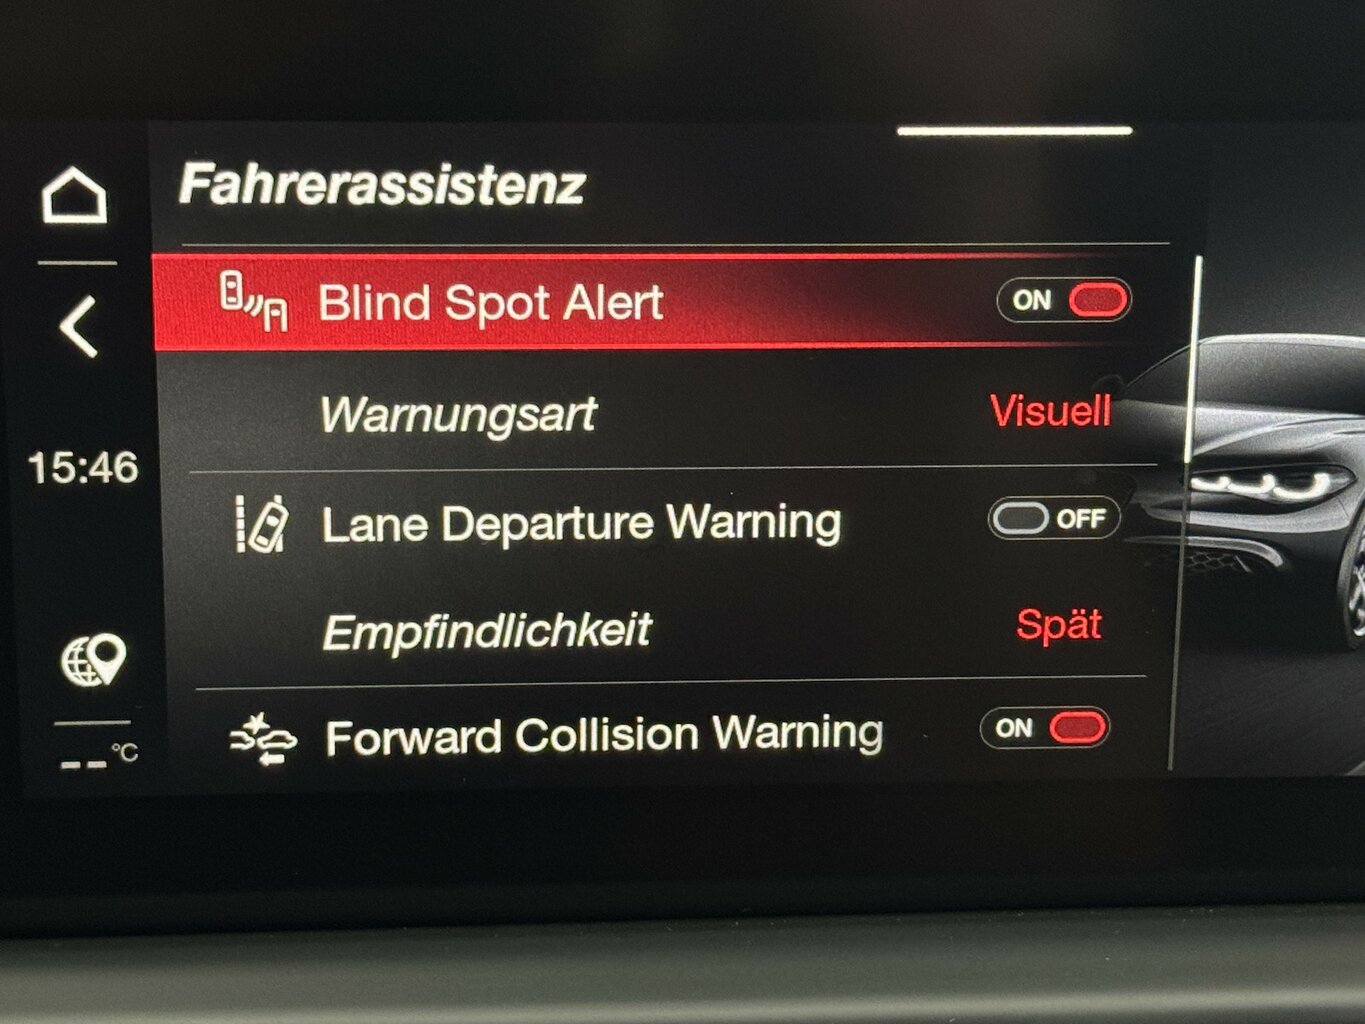 Fahrerassistenz
Blind Spot Alert ON
Warnungsart Visuell
15:46
Lane Departure Warning OFF
Empfindlichkeit Spät
Forward Collision Warning ON
--°C